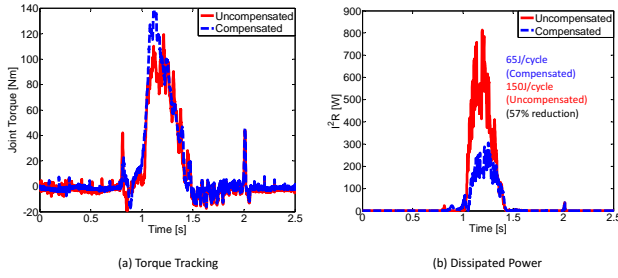 140
120
100
80
60
40
20
0
-20
Joint Torque [Nm]
Uncompensated
Compensated
0
0.5
1
1.5
2
2.5
Time [s]
(a) Torque Tracking
900
800
700
600
500
400
300
200
100
0
I²R [W]
Uncompensated
Compensated
65J/cycle
(Compensated)
150J/cycle
(Uncompensated)
(57% reduction)
0
0.5
1
1.5
2
2.5
Time [s]
(b) Dissipated Power